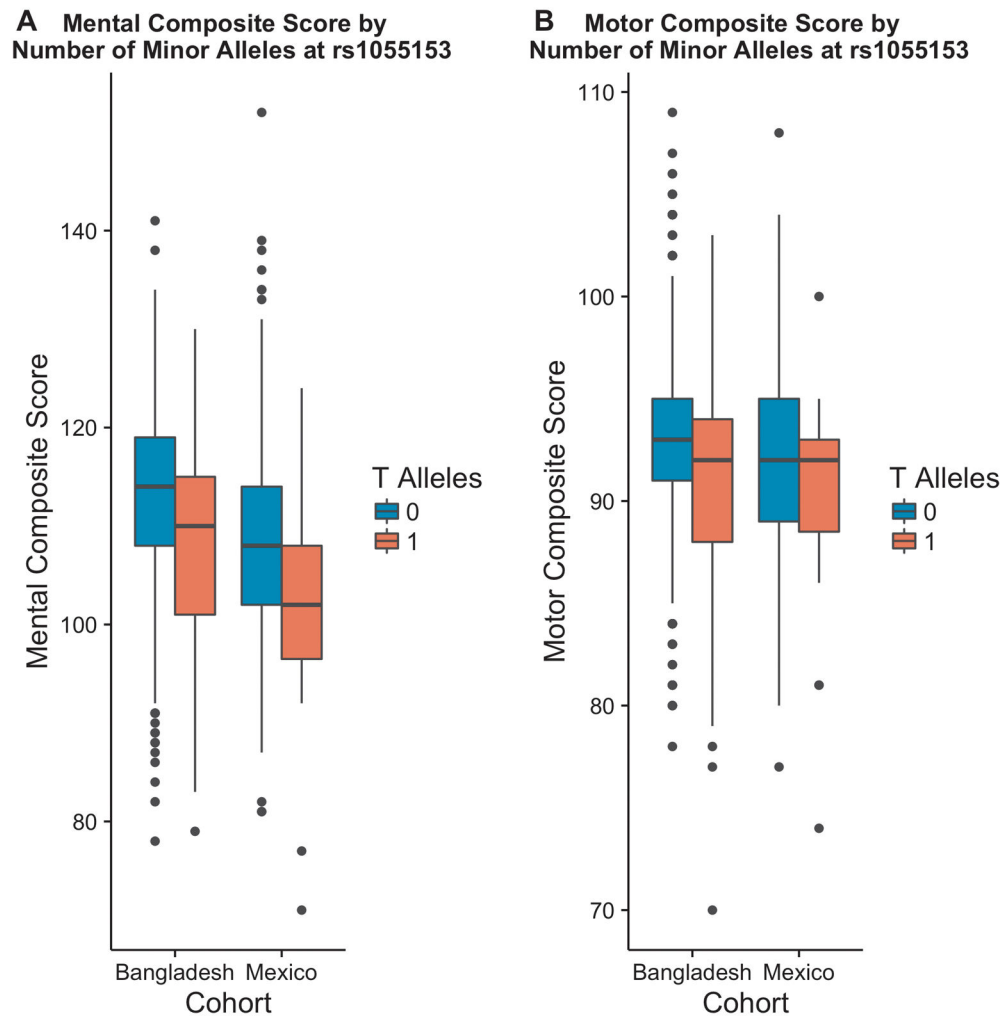 A Mental Composite Score by
Number of Minor Alleles at rs1055153
140
120
100
80
Mental Composite Score
Bangladesh Mexico
Cohort
T Alleles
0
1
B Motor Composite Score by
Number of Minor Alleles at rs1055153
110
100
90
80
70
Motor Composite Score
Bangladesh Mexico
Cohort
T Alleles
0
1